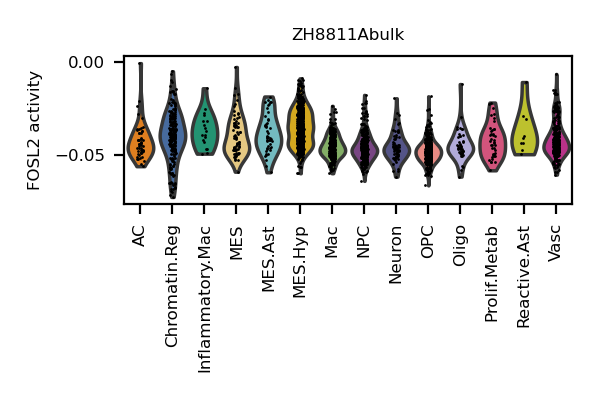 ZH8811Abulk
FOSL2 activity
0.00
−0.05
AC
Chromatin.Reg
Inflammatory.Mac
MES
MES.Ast
MES.Hyp
Mac
NPC
Neuron
OPC
Oligo
Prolif.Metab
Reactive.Ast
Vasc